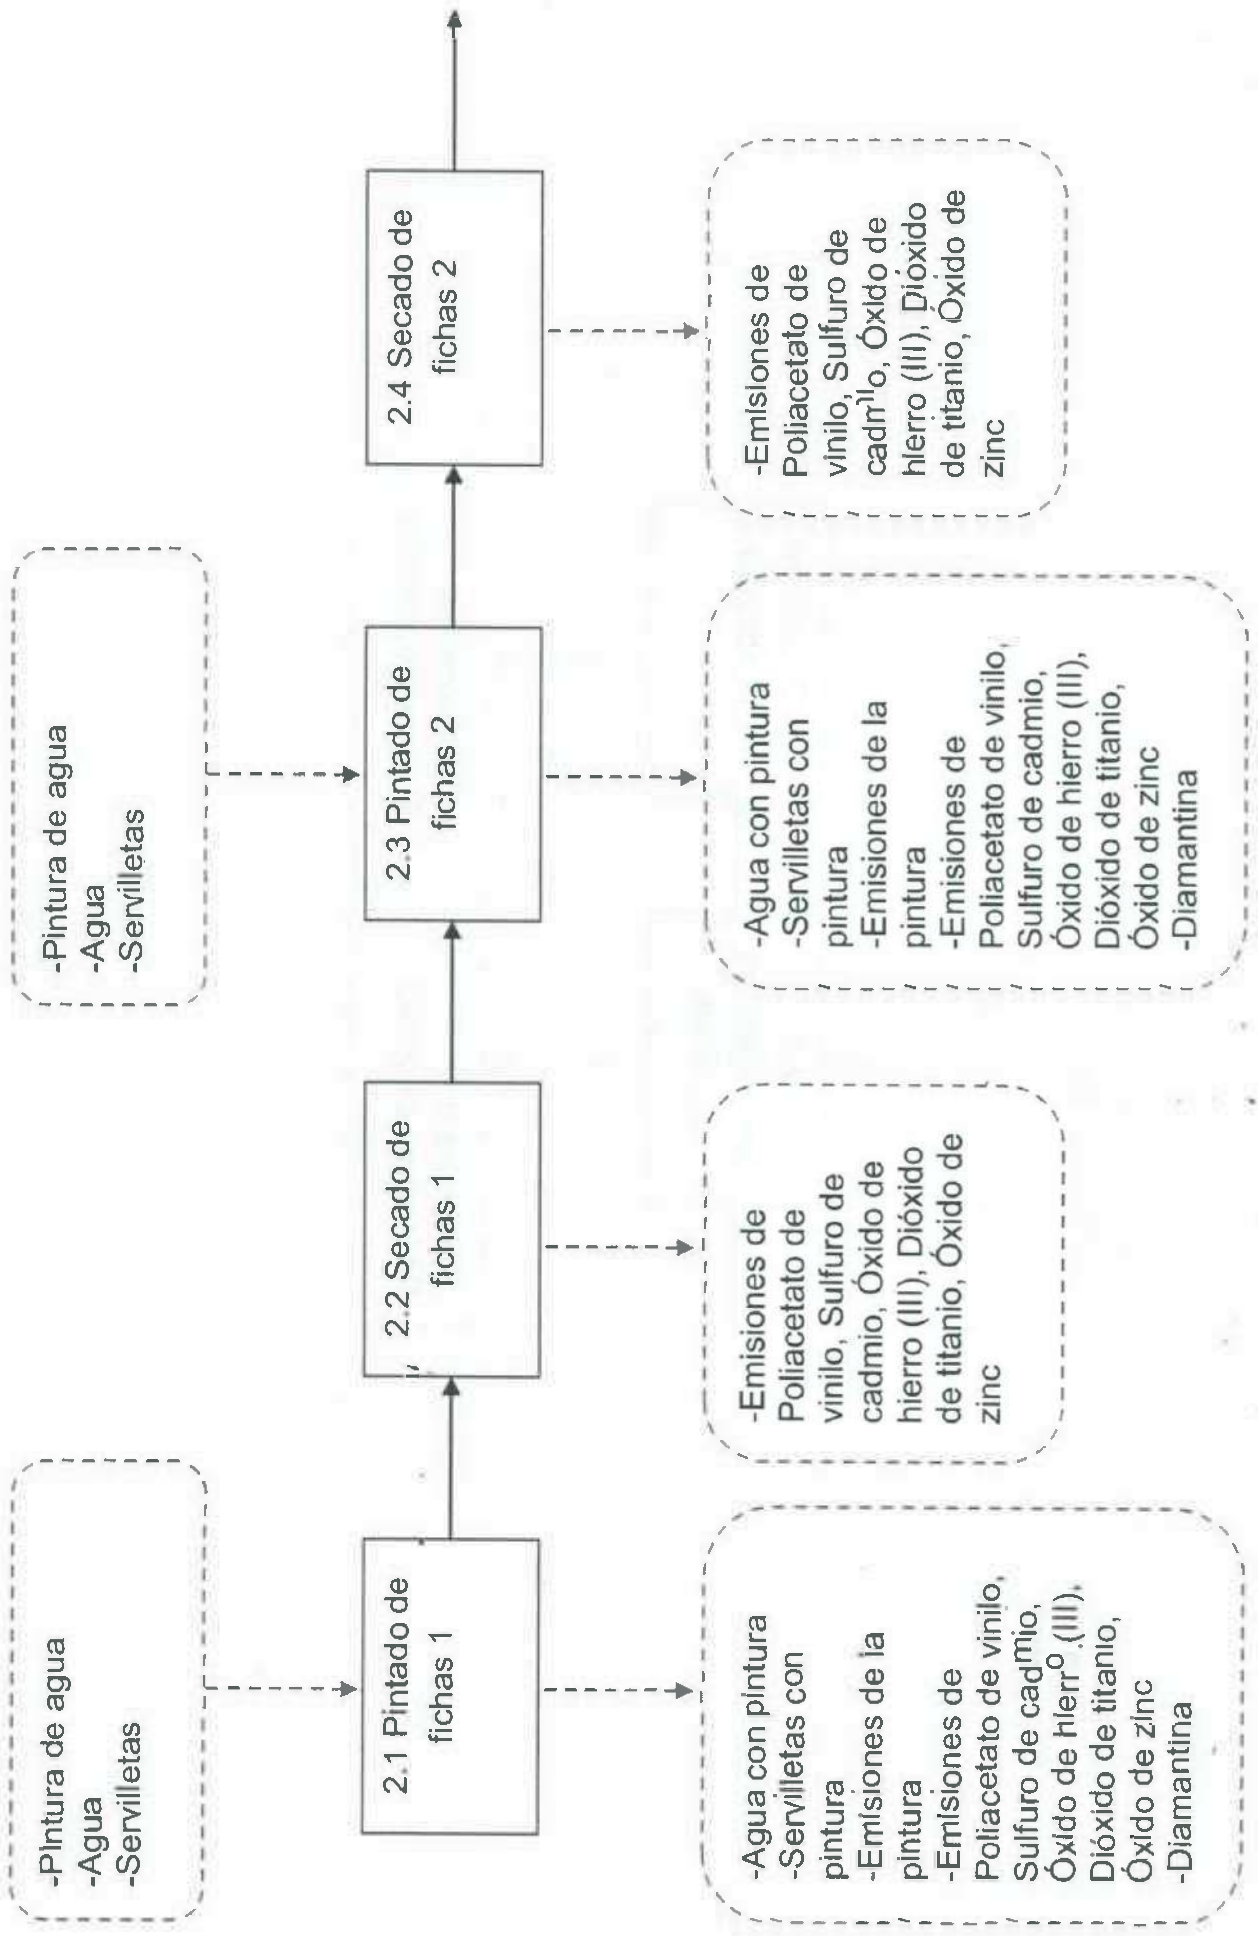 -Pintura de agua
-Agua
-Servilletas
2.1 Pintado de
fichas 1
-Agua con pintura
-Servilletas con
pintura
-Emisiones de la
pintura
-Emisiones de
Poliacetato de vinilo,
Sulfuro de cadmio,
Óxido de hierro (III),
Dióxido de titanio,
Óxido de zinc
-Diamantina
2.2 Secado de
fichas 1
-Emisiones de
Poliacetato de
vinilo, Sulfuro de
cadmio, Óxido de
hierro (III), Dióxido
de titanio, Óxido de
zinc
-Pintura de agua
-Agua
-Servilletas
2.3 Pintado de
fichas 2
-Agua con pintura
-Servilletas con
pintura
-Emisiones de la
pintura
-Emisiones de
Poliacetato de vinilo,
Sulfuro de cadmio,
Óxido de hierro (III),
Dióxido de titanio,
Óxido de zinc
-Diamantina
2.4 Secado de
fichas 2
-Emisiones de
Poliacetato de
vinilo, Sulfuro de
cadmio, Óxido de
hierro (III), Dióxido
de titanio, Óxido de
zinc